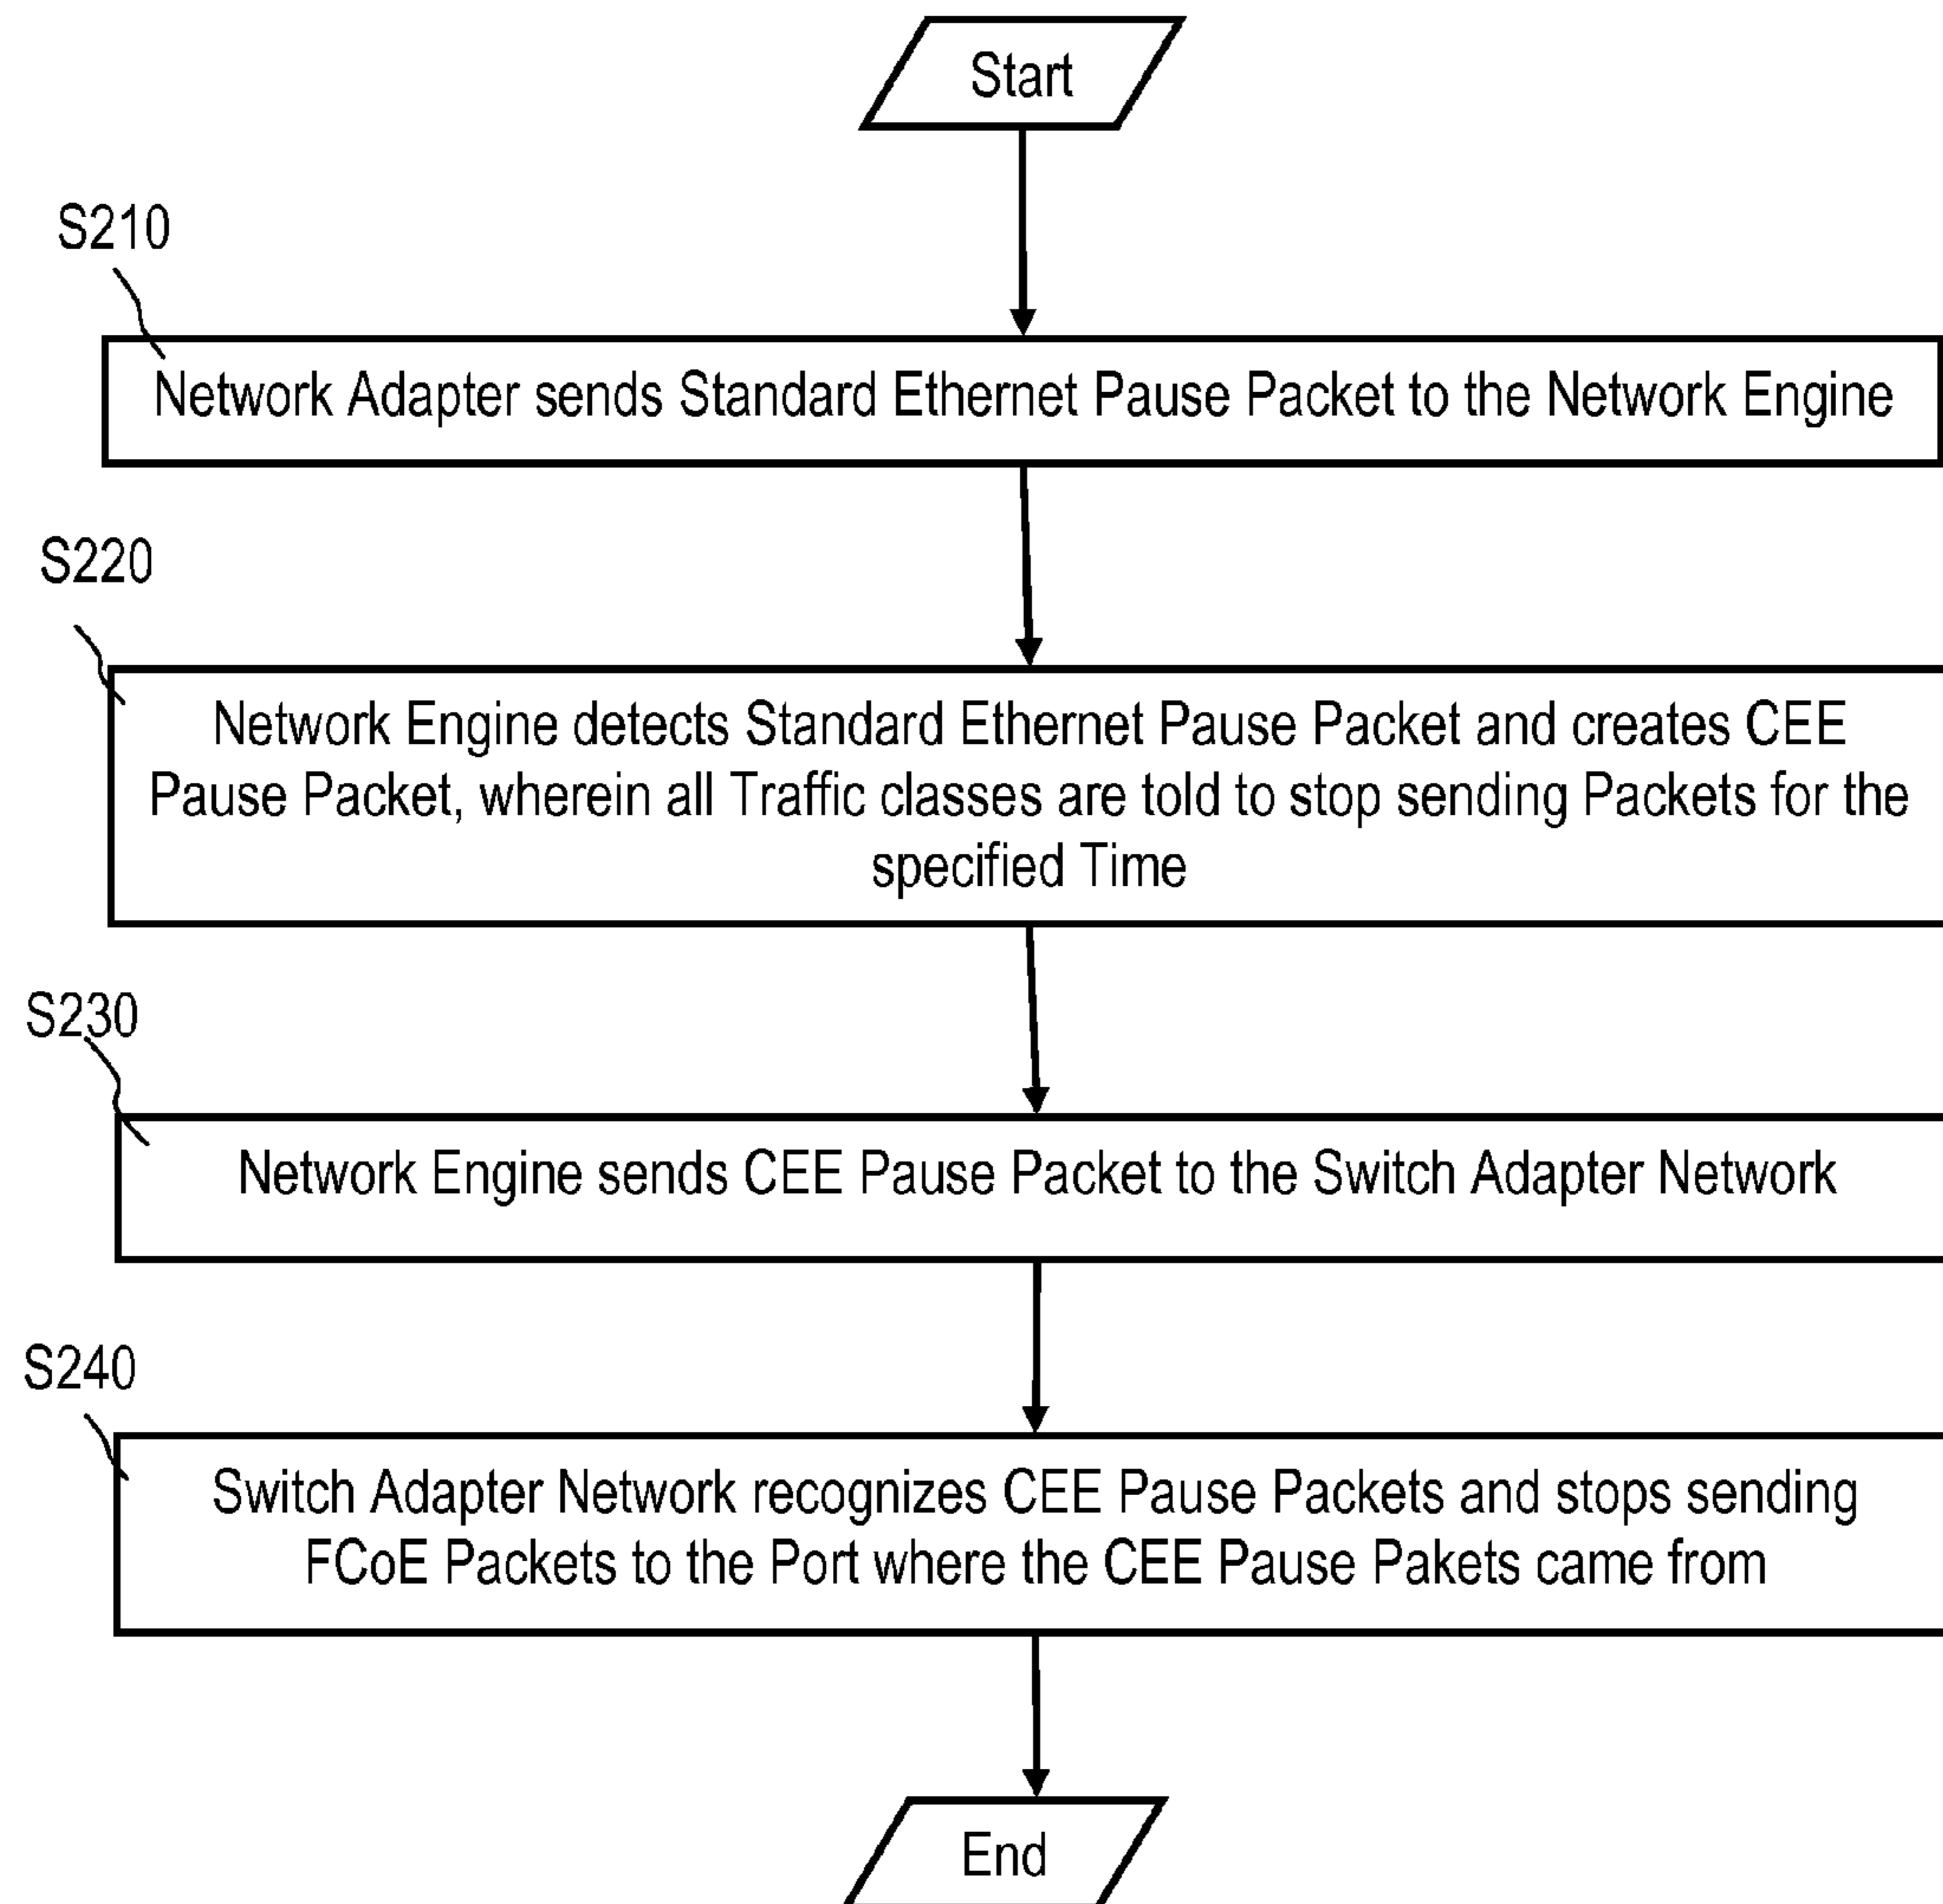 Start
S210
Network Adapter sends Standard Ethernet Pause Packet to the Network Engine
S220
Network Engine detects Standard Ethernet Pause Packet and creates CEE
Pause Packet, wherein all Traffic classes are told to stop sending Packets for the
specified Time
S230
Network Engine sends CEE Pause Packet to the Switch Adapter Network
S240
Switch Adapter Network recognizes CEE Pause Packets and stops sending
FCoE Packets to the Port where the CEE Pause Pakets came from
End